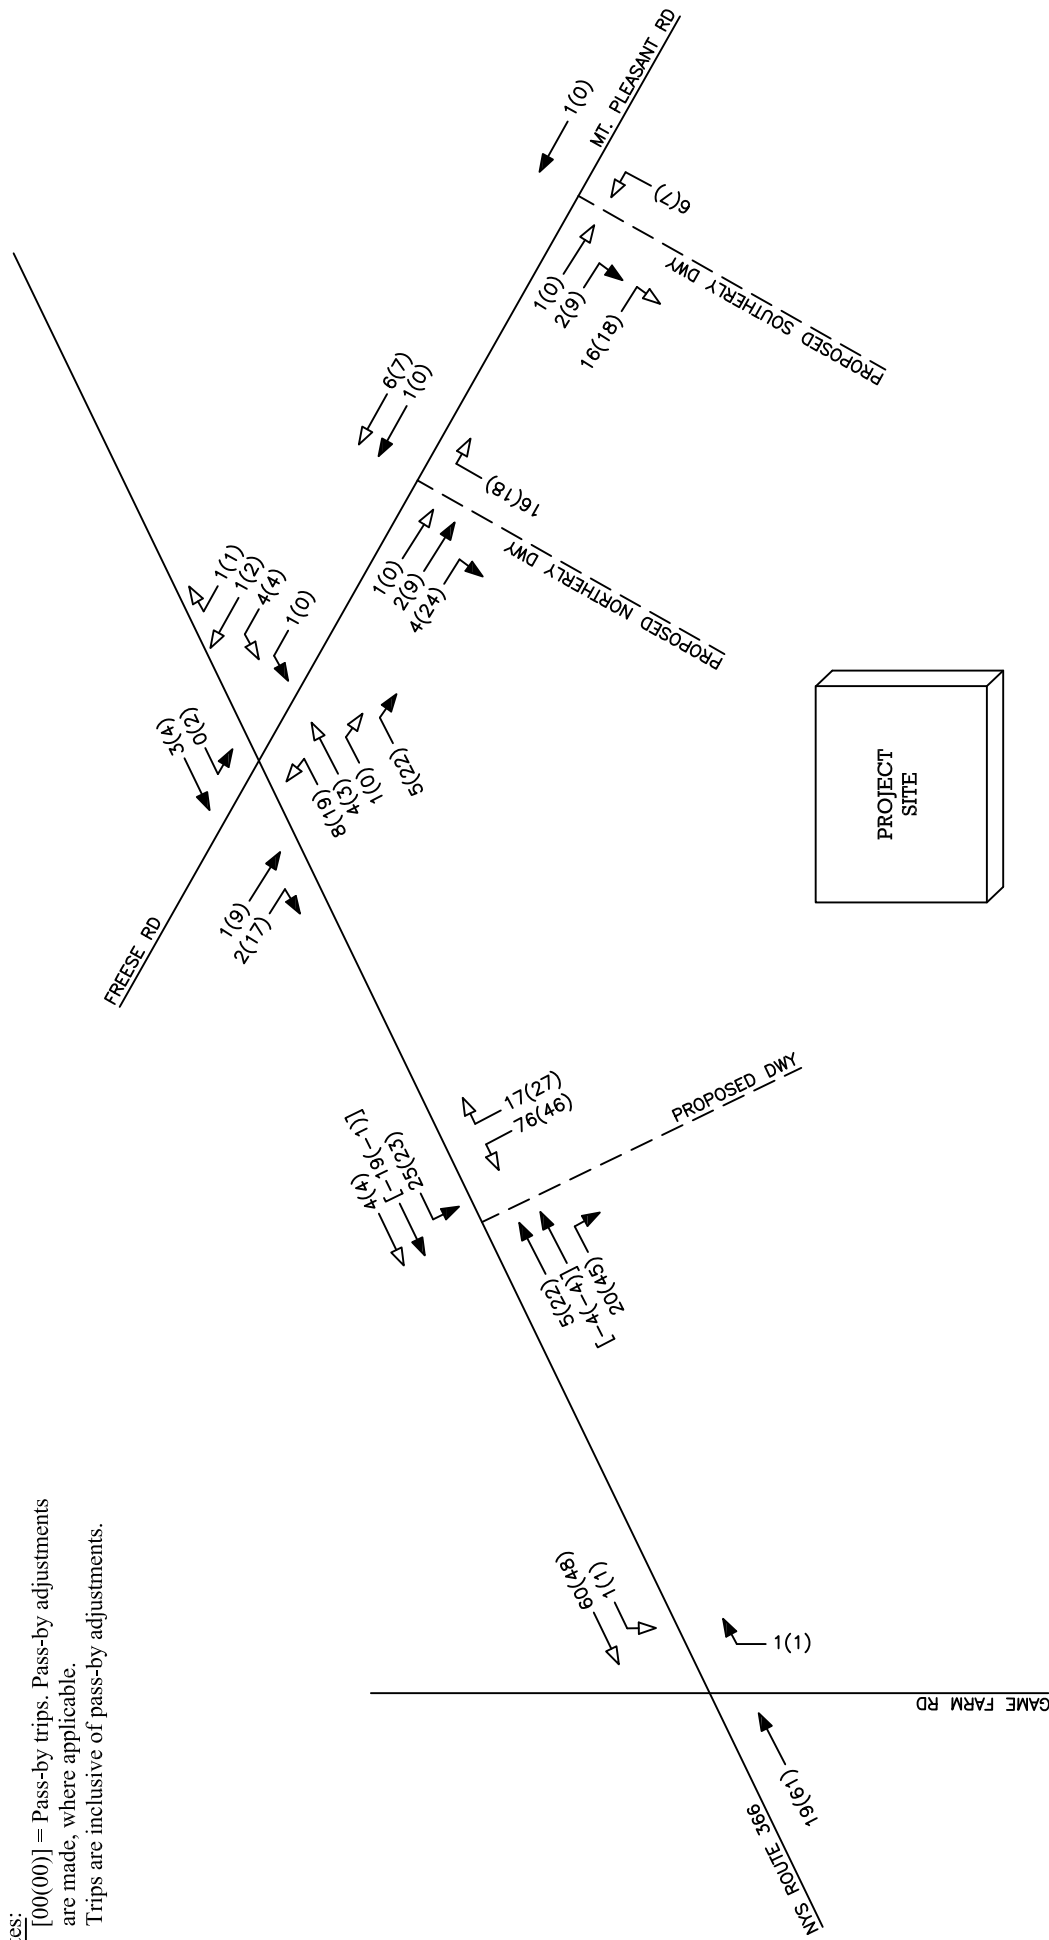 es:
[00(00)] = Pass-by trips. Pass-by adjustments
are made, where applicable.
Trips are inclusive of pass-by adjustments.
MT. PLEASANT RD
1(0)
6(7)
1(0)
2(9)
16(18)
PROPOSED SOUTHERLY DWY
6(7)
1(0)
16(18)
1(0)
2(9)
4(24)
PROPOSED NORTHERLY DWY
1(1)
1(2)
4(4)
1(0)
3(4)
0(2)
8(19)
4(3)
1(0)
5(22)
1(9)
2(17)
FREESE RD
PROJECT
SITE
4(4)
[-19(-1)]
25(23)
17(27)
76(46)
PROPOSED DWY
5(22)
[-4(-4)]
20(45)
60(48)
1(1)
1(1)
GAME FARM RD
19(61)
NYS ROUTE 366